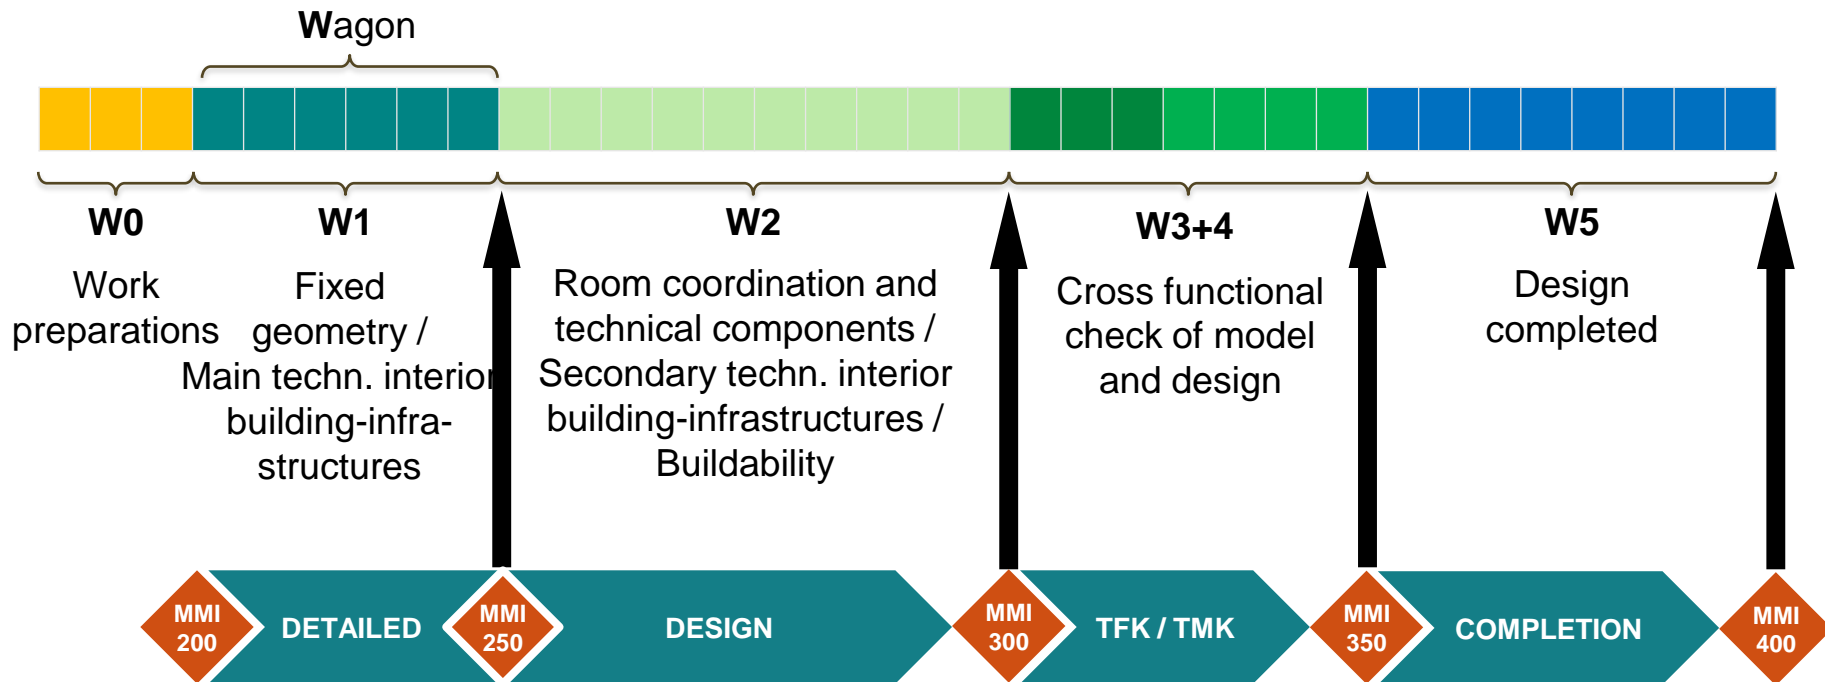 Wagon
W0
Work
preparations
W1
Fixed
geometry /
Main techn. interior
building-infra-
structures
W2
Room coordination and
technical components /
Secondary techn. interior
building-infrastructures /
Buildability
W3+4
Cross functional
check of model
and design
W5
Design
completed
MMI
200
DETAILED
MMI
250
DESIGN
MMI
300
TFK / TMK
MMI
350
COMPLETION
MMI
400